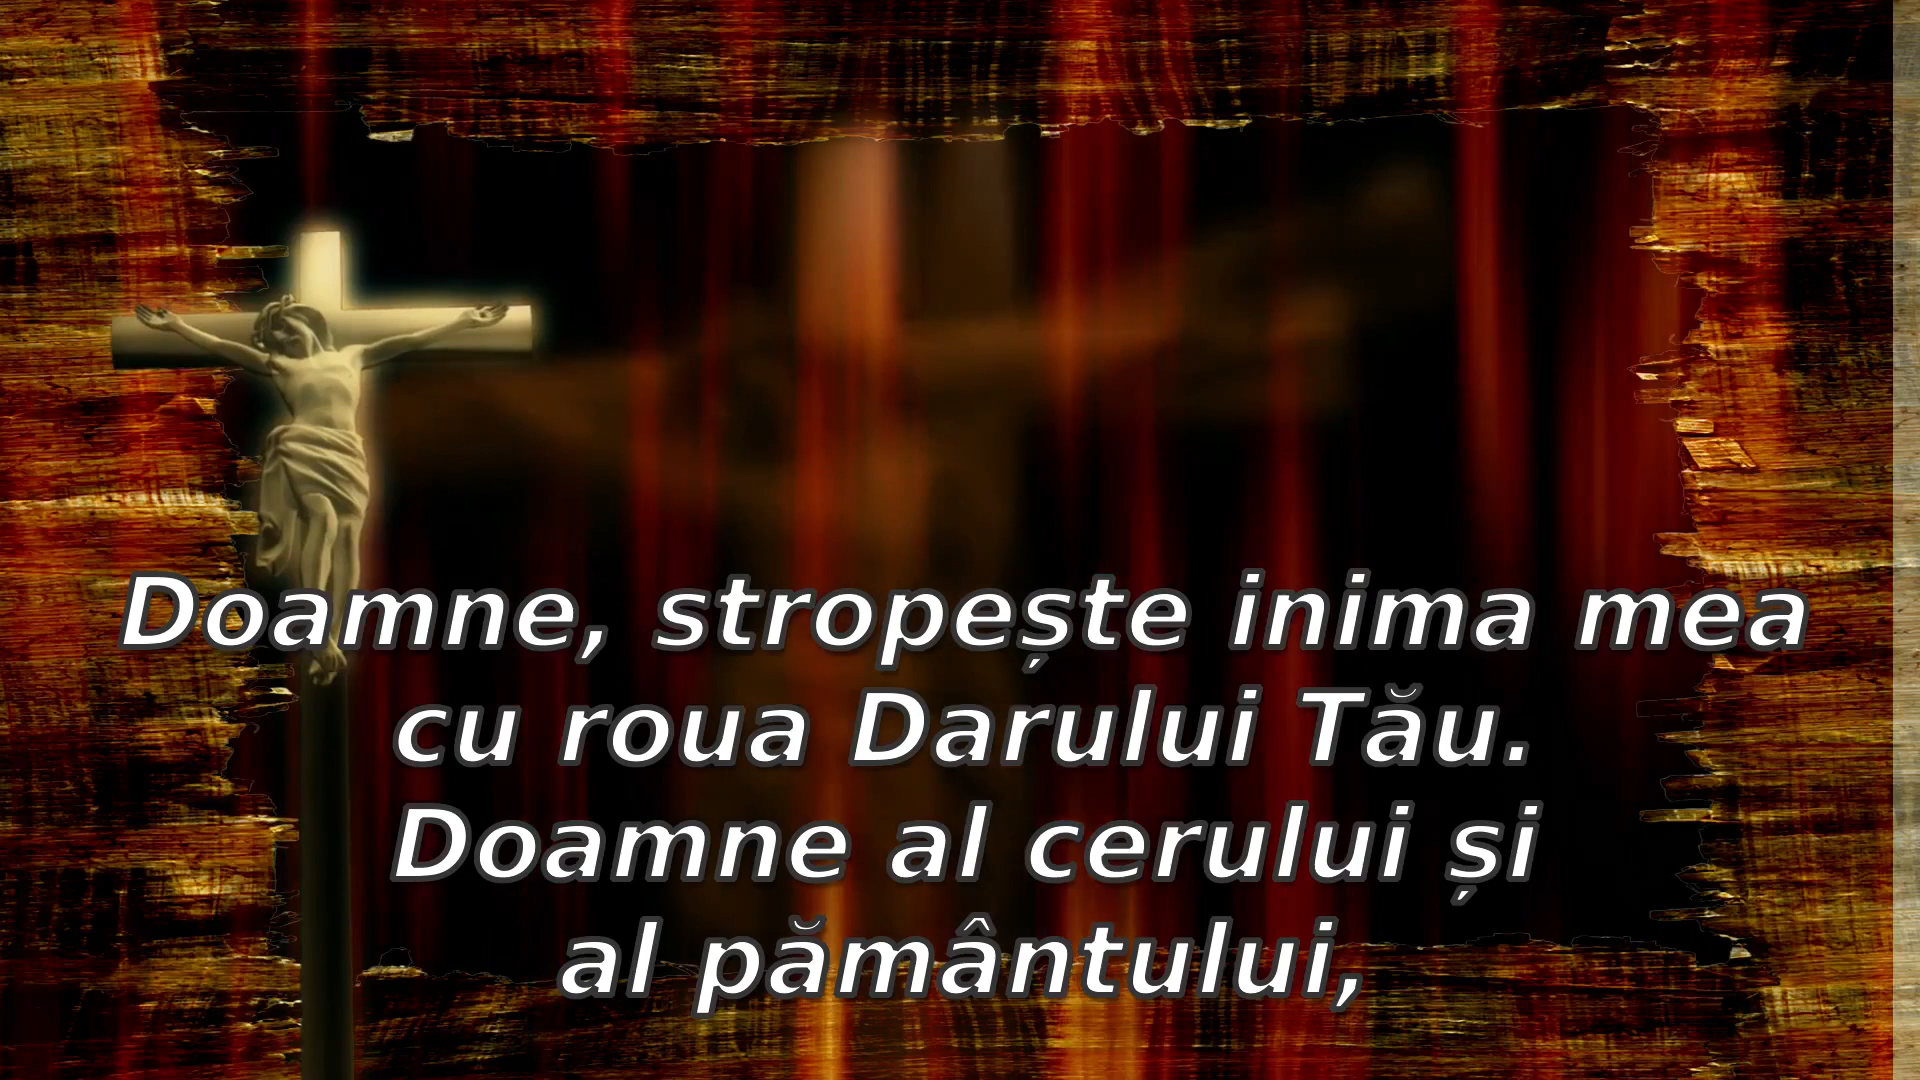 Doamne, stropește inima mea
cu roua Darului Tău.
Doamne al cerului și
al pământului,